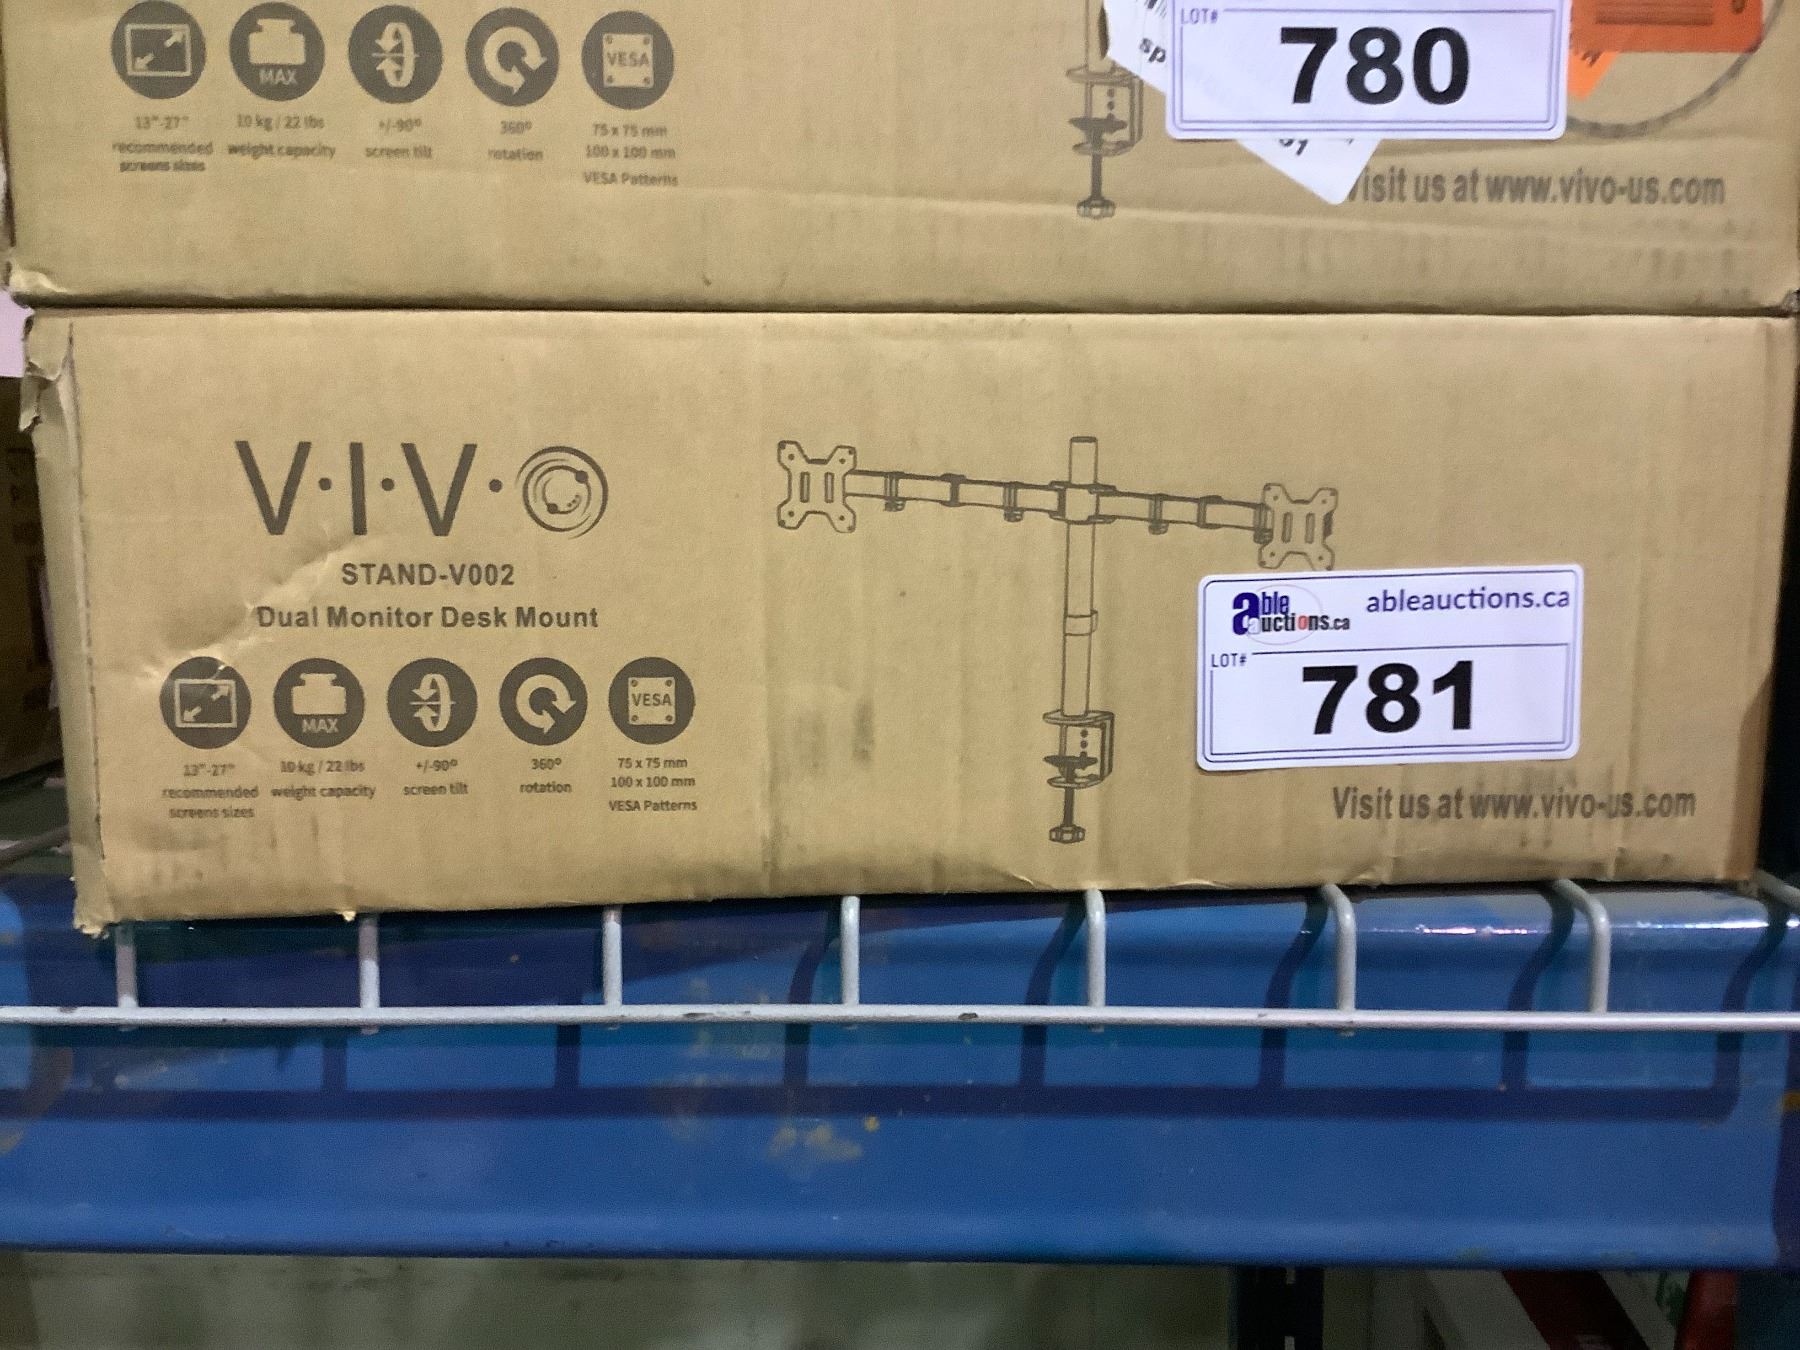 LOT#
780
sp
VESA
MAX
13"-27"
recommended
screens sizes
10 kg / 22 lbs
weight capacity
+/-90°
screen tilt
360°
rotation
75 x 75 mm
100 x 100 mm
VESA Patterns
isit us at www.vivo-us.com
V·I·V·O
STAND-V002
Dual Monitor Desk Mount
MAX
VESA
13"-27"
recommended
screens sizes
10 kg / 22 lbs
weight capacity
+/-90°
screen tilt
360°
rotation
75 x 75 mm
100 x 100 mm
VESA Patterns
able auctions.ca
ableauctions.ca
LOT#
781
Visit us at www.vivo-us.com